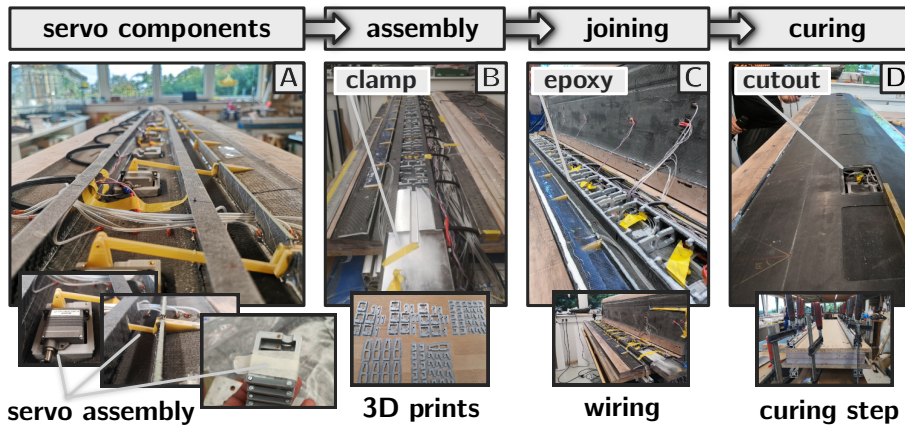 servo components
assembly
joining
curing
A
clamp
B
epoxy
C
cutout
D
servo assembly
3D prints
wiring
curing step